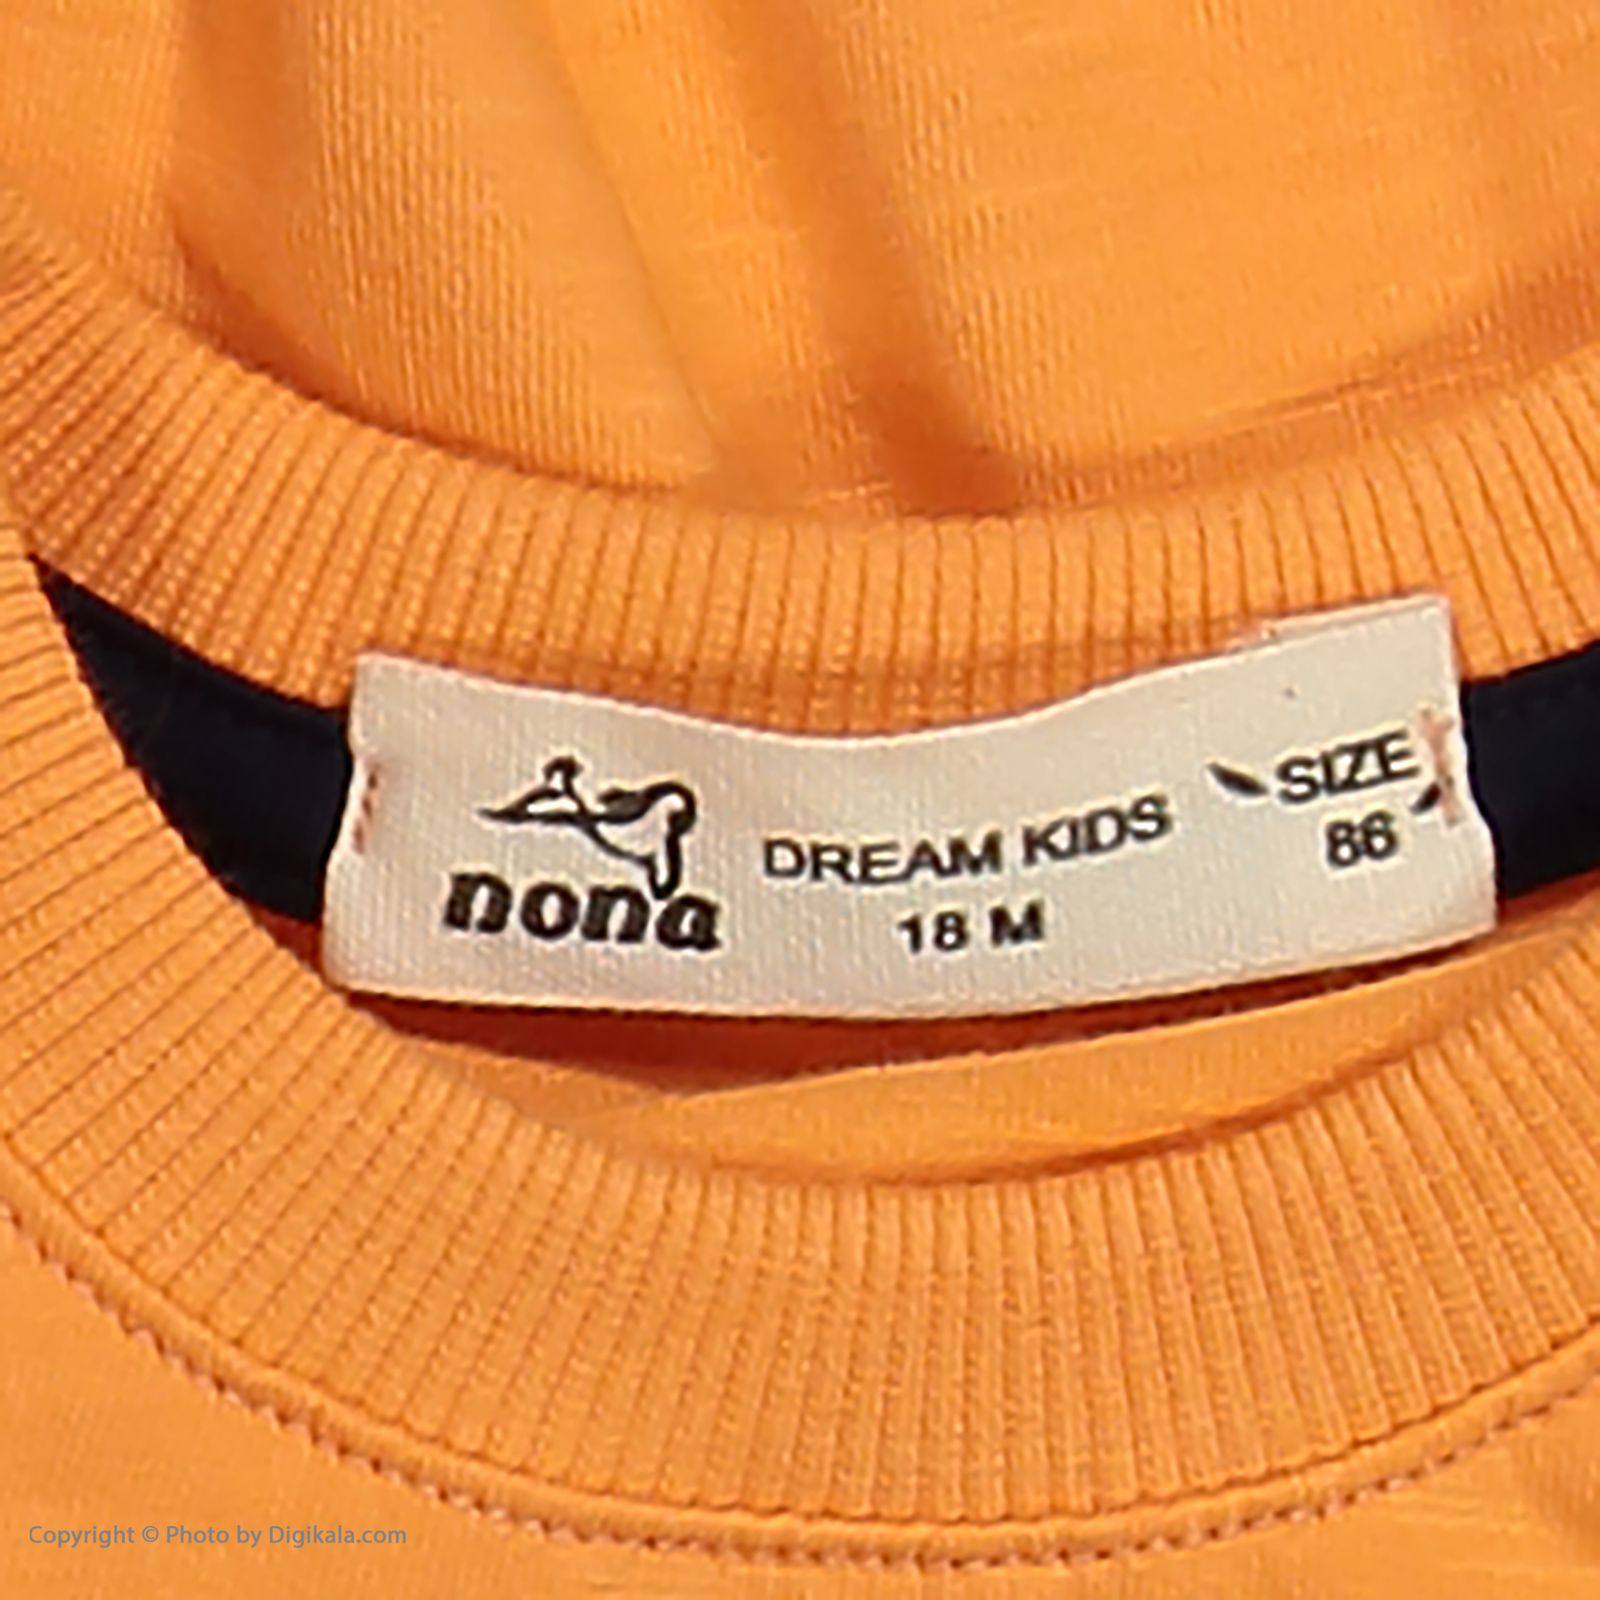 nona
DREAM KIDS
18 M
SIZE
86
Copyright © Photo by Digikala.com